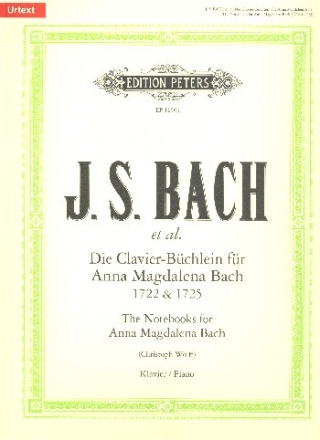 Urtext
EDITION PETERS
J. S. BACH
et al.
Die Clavier-Büchlein für
Anna Magdalena Bach
1722 & 1725
The Notebooks for
Anna Magdalena Bach
(Christoph Wolff)
Klavier / Piano